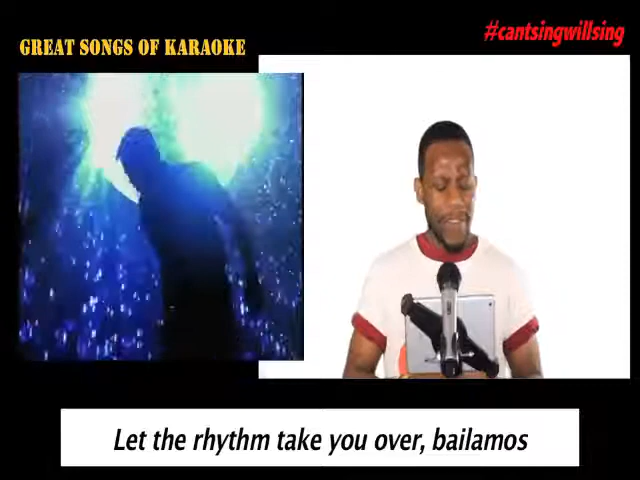 GREAT SONGS OF KARAOKE
#cantsingwillsing
Let the rhythm take you over, bailamos